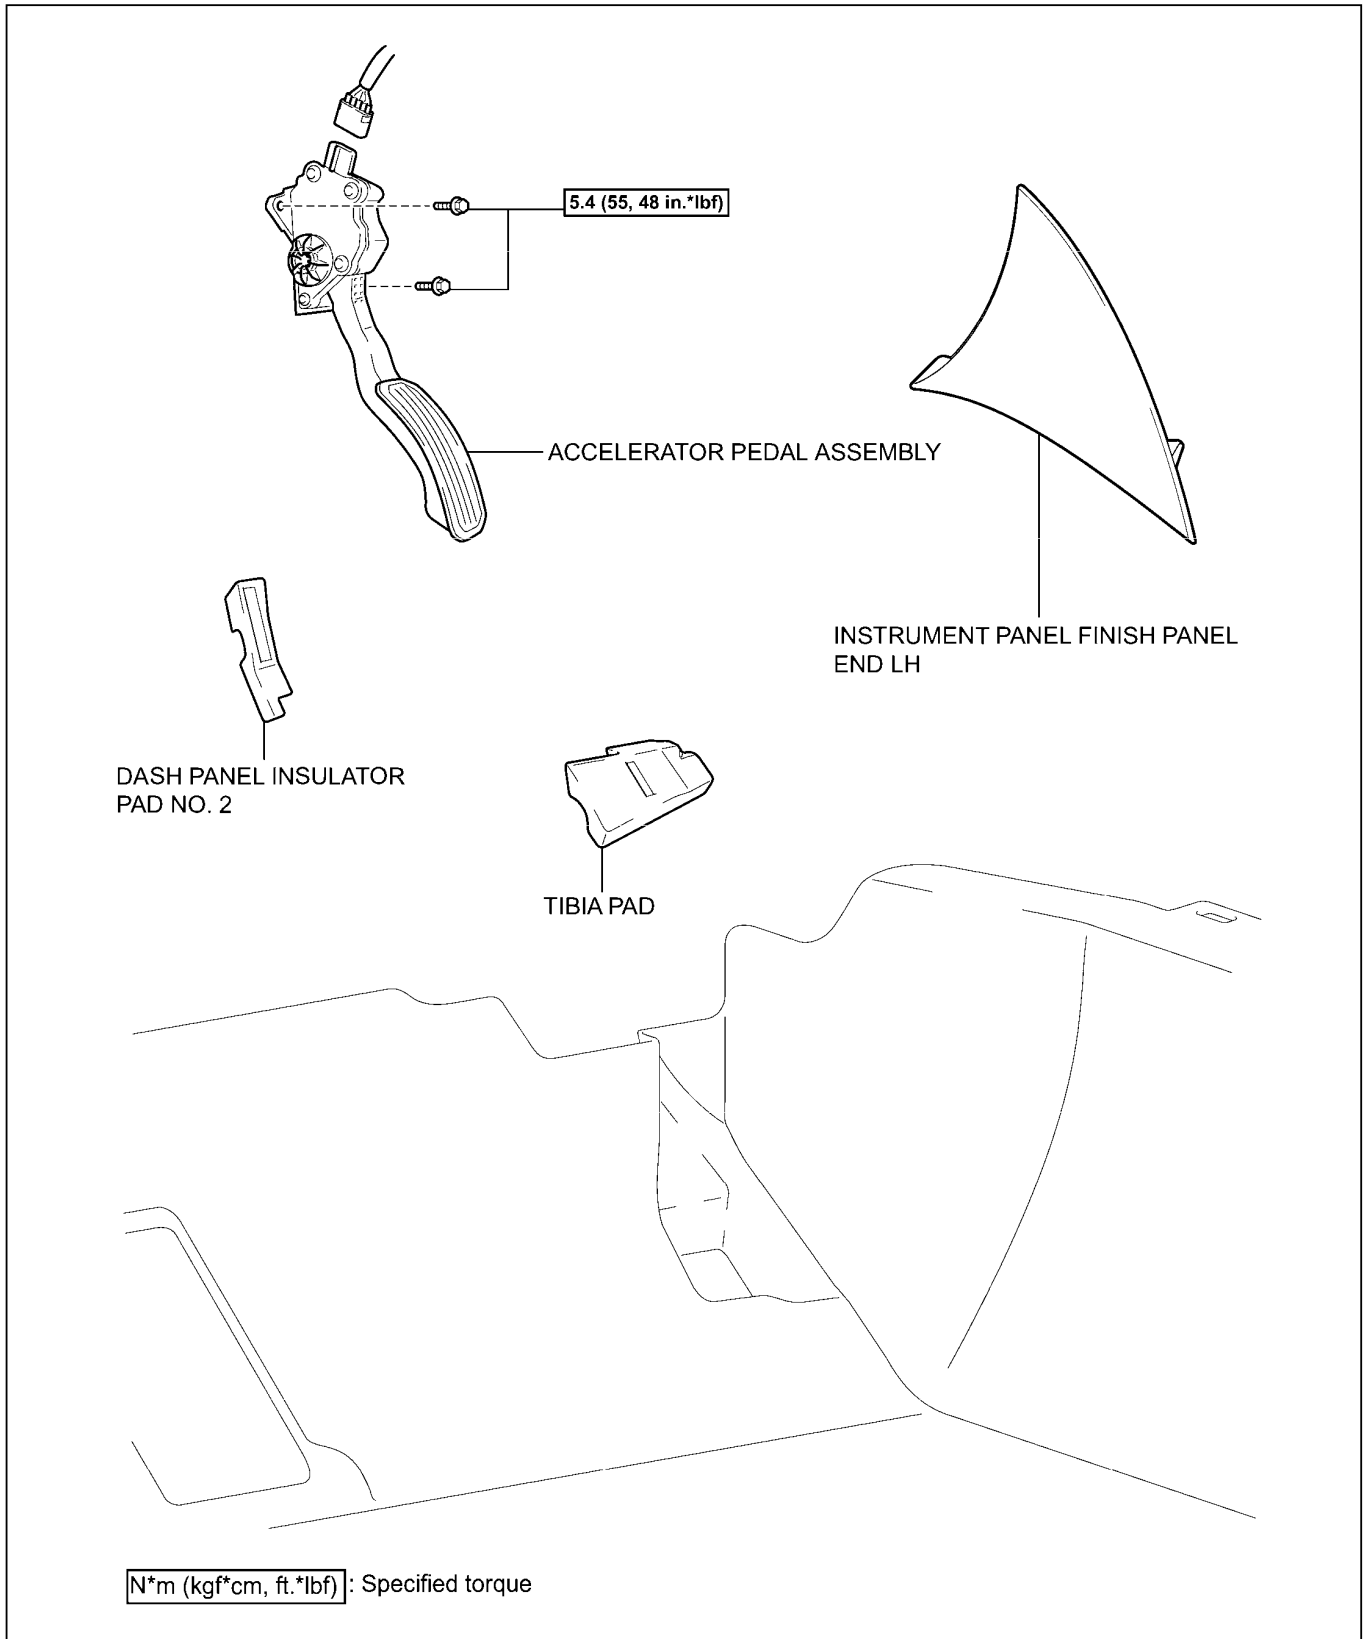 5.4 (55, 48 in.*lbf)
ACCELERATOR PEDAL ASSEMBLY
INSTRUMENT PANEL FINISH PANEL
END LH
DASH PANEL INSULATOR
PAD NO. 2
TIBIA PAD
N*m (kgf*cm, ft.*lbf) : Specified torque